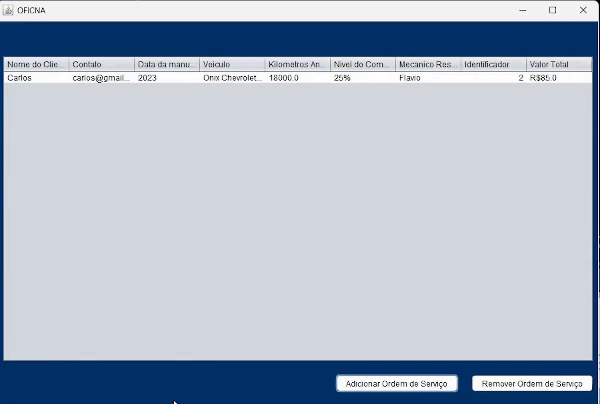 OFICNA
Nome do Clie... Contato Data da manu... Veiculo Kilometros An... Nivel do Com... Mecanico Res... Identificador Valor Total
Carlos carlos@gmail... 2023 Onix Chevrolet... 18000.0 25% Flavio 2 R$85.0
Adicionar Ordem de Serviço Remover Ordem de Serviço